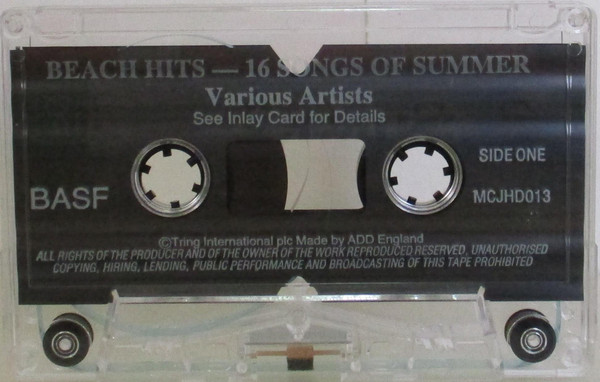 BEACH HITS — 16 SONGS OF SUMMER
Various Artists
See Inlay Card for Details
SIDE ONE
BASF
MCJHD013
©Tring International plc Made by ADD England
ALL RIGHTS OF THE PRODUCER AND OF THE OWNER OF THE WORK REPRODUCED RESERVED, UNAUTHORISED
COPYING, HIRING, LENDING, PUBLIC PERFORMANCE AND BROADCASTING OF THIS TAPE PROHIBITED